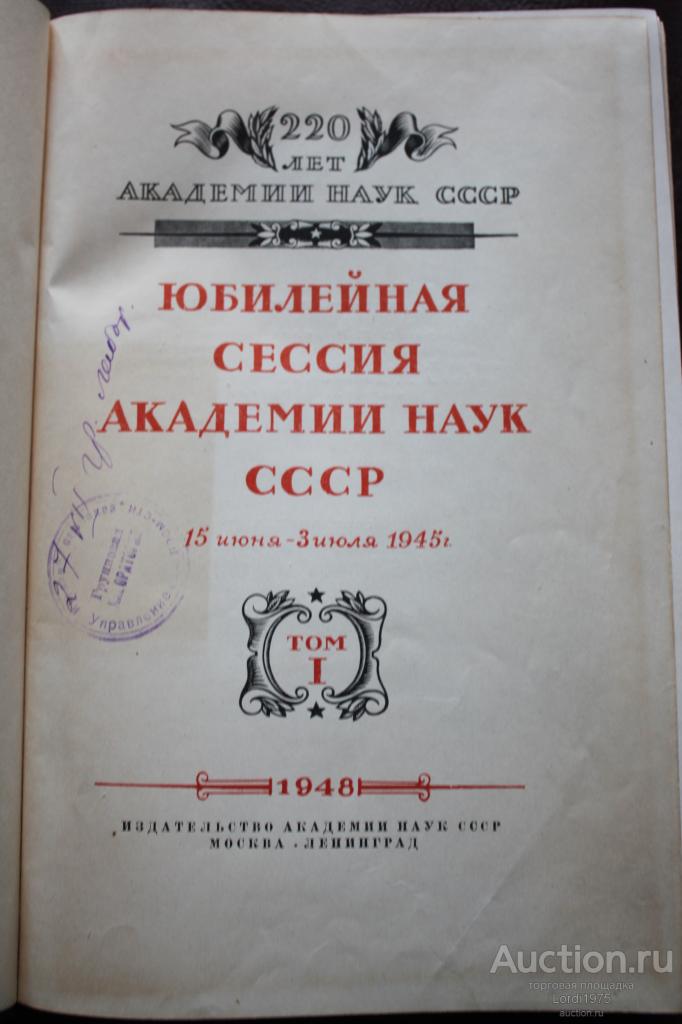 220
ЛЕТ
АКАДЕМИИ НАУК СССР
ЮБИЛЕЙНАЯ
СЕССИЯ
АКАДЕМИИ НАУК
СССР
15 июня - 3 июля 1945 г.
ТОМ
I
1948
ИЗДАТЕЛЬСТВО АКАДЕМИИ НАУК СССР
МОСКВА • ЛЕНИНГРАД
Управление
Auction.ru
торговая площадка
Lordi1975
auction.ru